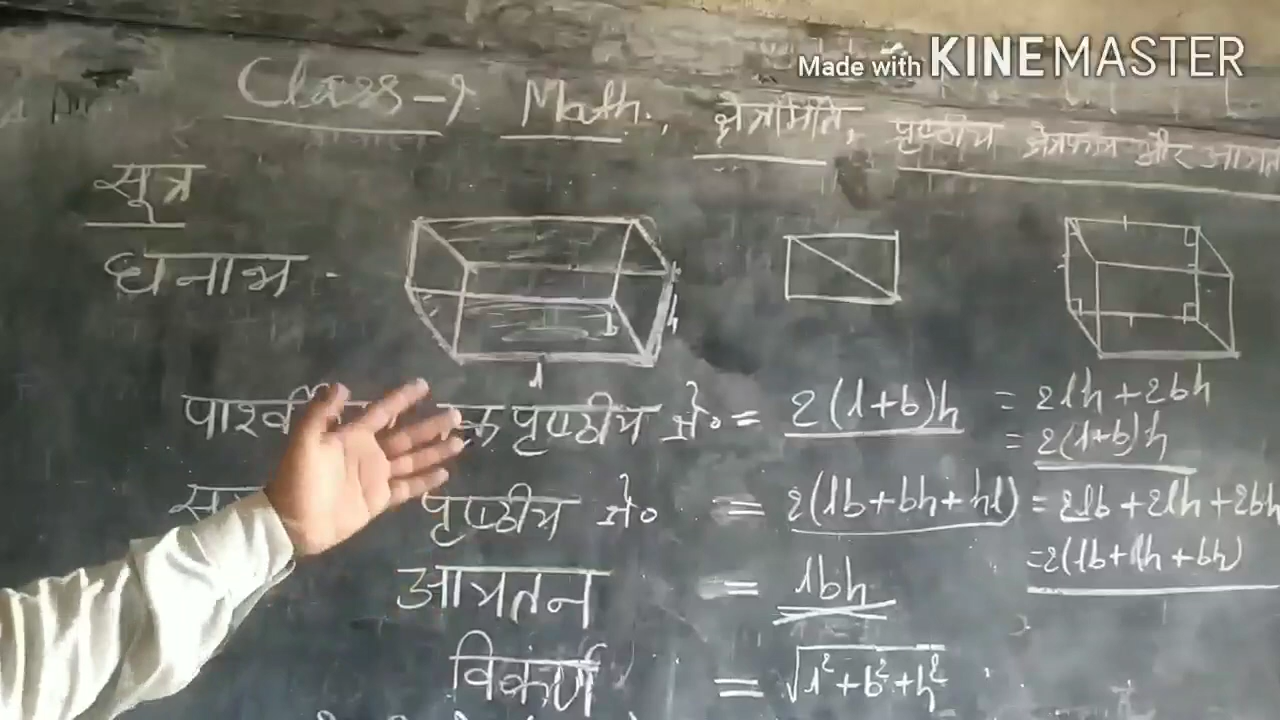 Made with KINEMASTER
Class-9 Math, क्षेत्रमिति, पृष्ठीय क्षेत्रफल और आयतन
सूत्र
घनाभ -
l
पृष्ठीय क्षे० = 2(l+b)h = 2lh + 2bh
= 2(l+b)h
पृष्ठीय क्षे० = 2(lb+bh+hl) = 2lb + 2lh + 2bh
=2(lb+lh+bh)
आयतन = lbh
विकर्ण = √l²+b²+h²